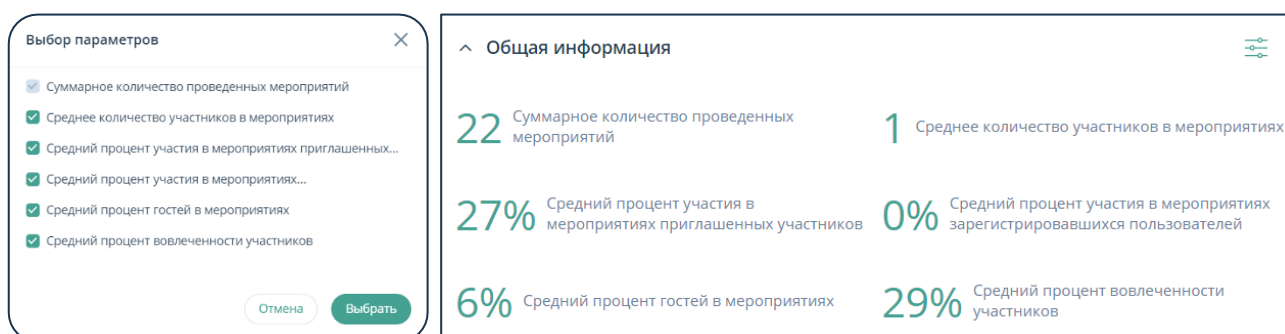 Выбор параметров
Суммарное количество проведенных мероприятий
Среднее количество участников в мероприятиях
Средний процент участия в мероприятиях приглашенных...
Средний процент участия в мероприятиях...
Средний процент гостей в мероприятиях
Средний процент вовлеченности участников
Отмена
Выбрать
Общая информация
22
Суммарное количество проведенных
мероприятий
1
Среднее количество участников в мероприятиях
27%
Средний процент участия в
мероприятиях приглашенных участников
0%
Средний процент участия в мероприятиях
зарегистрировавшихся пользователей
6%
Средний процент гостей в мероприятиях
29%
Средний процент вовлеченности
участников